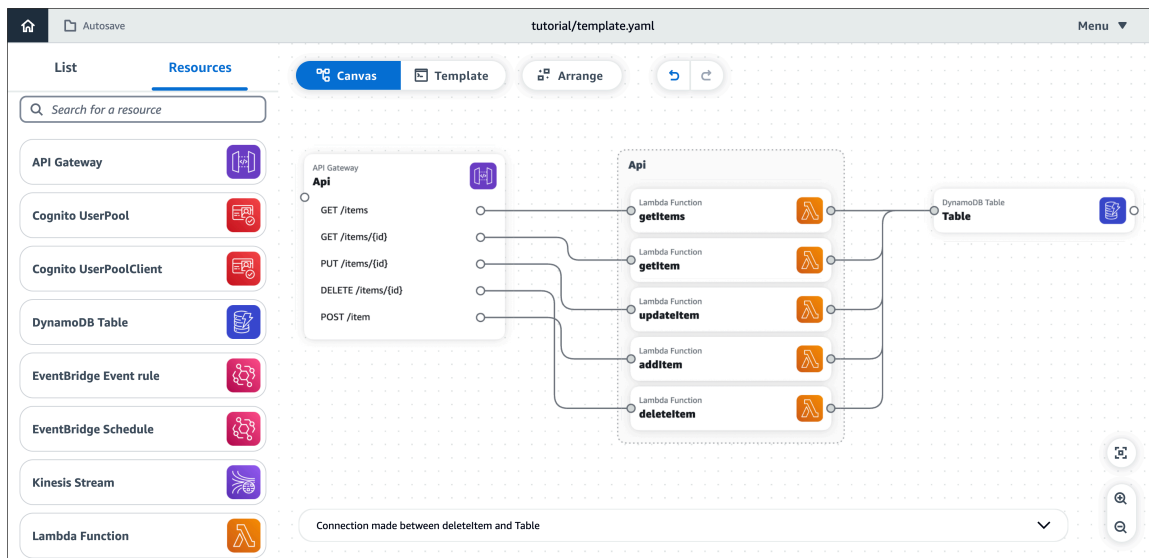 Autosave
tutorial/template.yaml
Menu
List
Resources
Canvas
Template
Arrange
Search for a resource
API Gateway
Cognito UserPool
Cognito UserPoolClient
DynamoDB Table
EventBridge Event rule
EventBridge Schedule
Kinesis Stream
Lambda Function
API Gateway
Api
GET /items
GET /items/{id}
PUT /items/{id}
DELETE /items/{id}
POST /item
Api
Lambda Function
getItems
Lambda Function
getItem
Lambda Function
updateItem
Lambda Function
addItem
Lambda Function
deleteItem
DynamoDB Table
Table
Connection made between deleteItem and Table